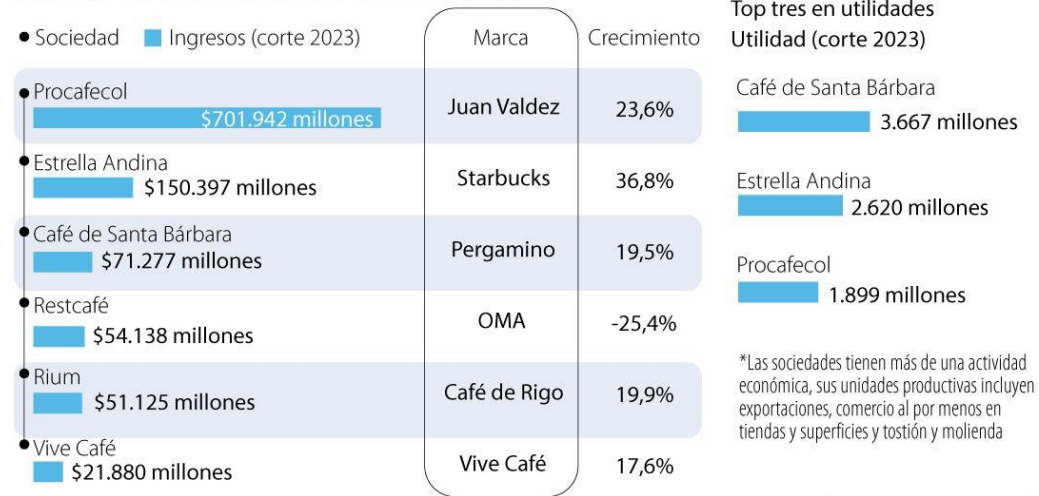 Sociedad Ingresos (corte 2023) Marca Crecimiento
Procafecol
$701.942 millones Juan Valdez 23,6%
Estrella Andina
$150.397 millones Starbucks 36,8%
Café de Santa Bárbara
$71.277 millones Pergamino 19,5%
Restcafé
$54.138 millones OMA -25,4%
Rium
$51.125 millones Café de Rigo 19,9%
Vive Café
$21.880 millones Vive Café 17,6%
Top tres en utilidades
Utilidad (corte 2023)
Café de Santa Bárbara
3.667 millones
Estrella Andina
2.620 millones
Procafecol
1.899 millones
*Las sociedades tienen más de una actividad
económica, sus unidades productivas incluyen
exportaciones, comercio al por menos en
tiendas y superficies y tostión y molienda